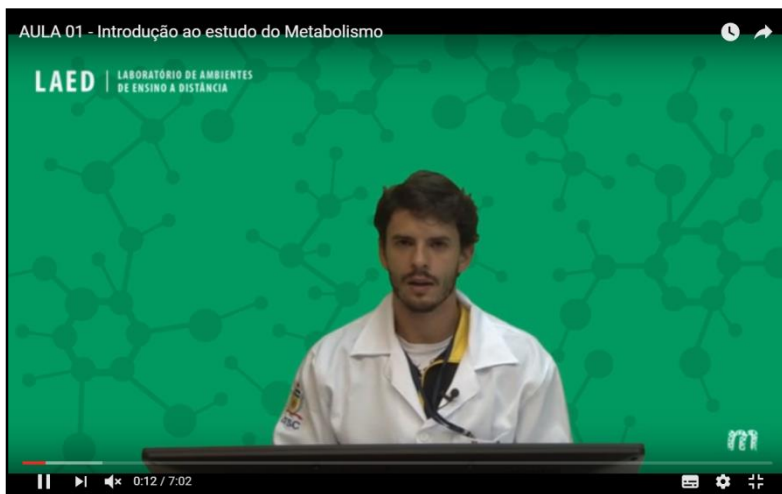 AULA 01 - Introdução ao estudo do Metabolismo
LAED
LABORATÓRIO DE AMBIENTES
DE ENSINO A DISTÂNCIA
m
0:12 / 7:02